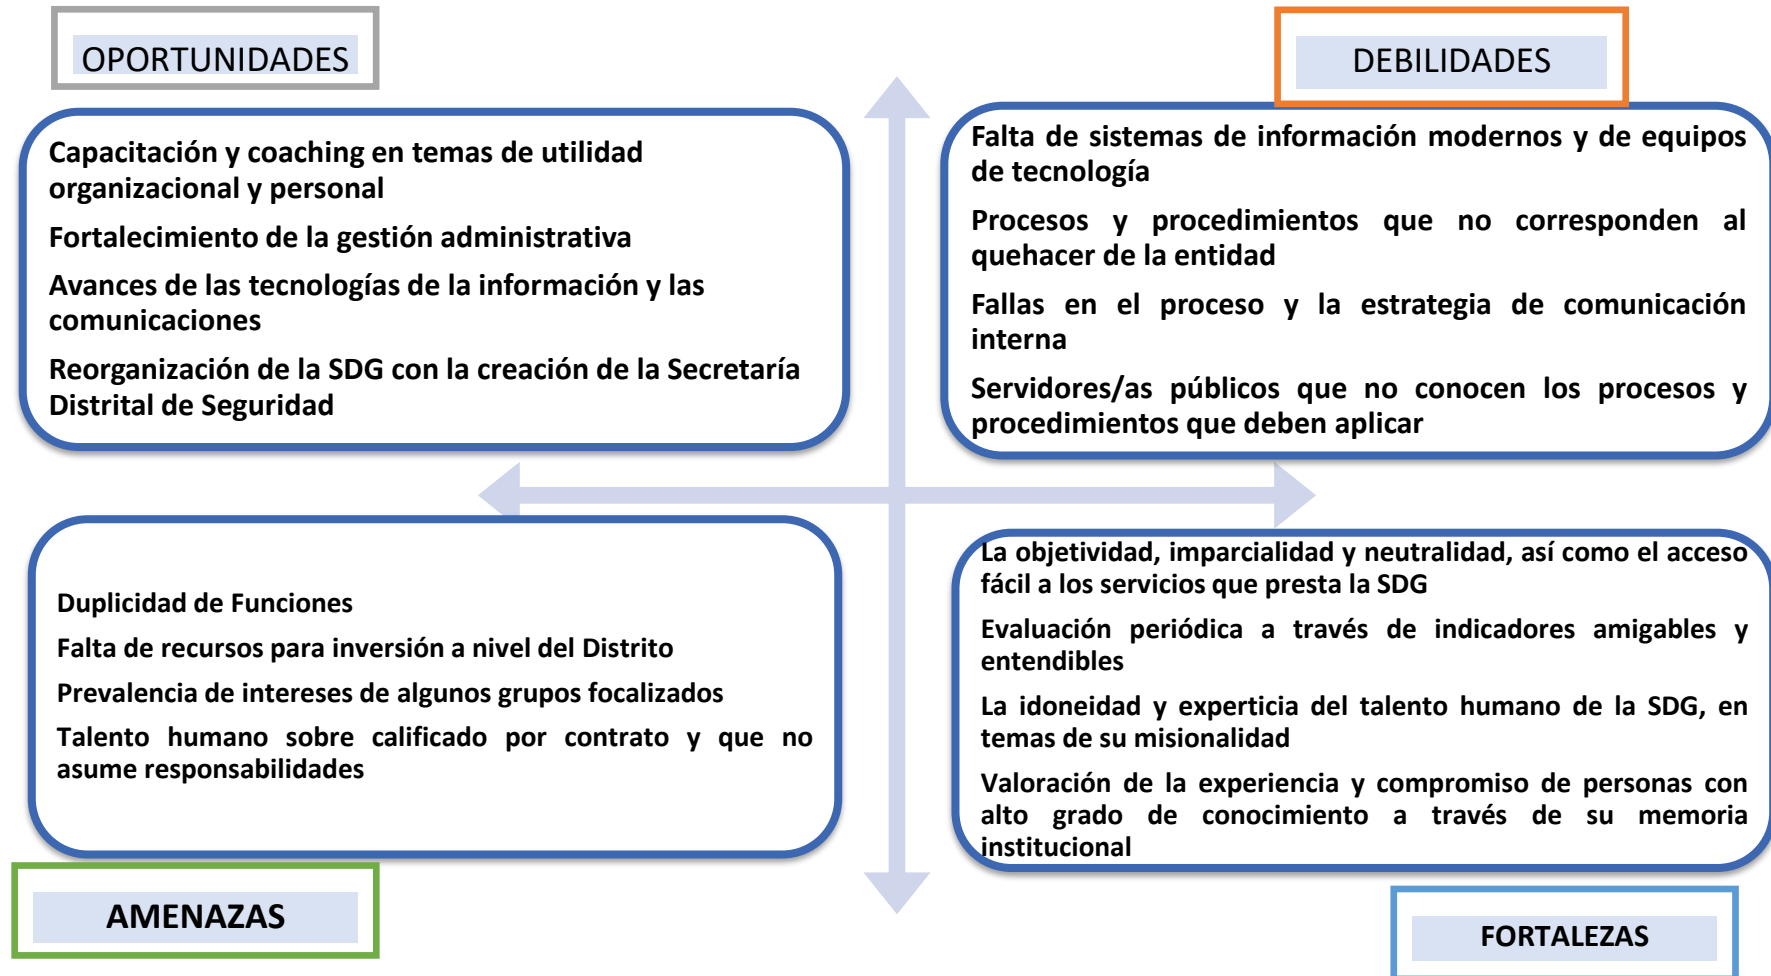 OPORTUNIDADES
Capacitación y coaching en temas de utilidad
organizacional y personal
Fortalecimiento de la gestión administrativa
Avances de las tecnologías de la información y las
comunicaciones
Reorganización de la SDG con la creación de la Secretaría
Distrital de Seguridad
DEBILIDADES
Falta de sistemas de información modernos y de equipos
de tecnología
Procesos y procedimientos que no corresponden al
quehacer de la entidad
Fallas en el proceso y la estrategia de comunicación
interna
Servidores/as públicos que no conocen los procesos y
procedimientos que deben aplicar
Duplicidad de Funciones
Falta de recursos para inversión a nivel del Distrito
Prevalencia de intereses de algunos grupos focalizados
Talento humano sobre calificado por contrato y que no
asume responsabilidades
AMENAZAS
La objetividad, imparcialidad y neutralidad, así como el acceso
fácil a los servicios que presta la SDG
Evaluación periódica a través de indicadores amigables y
entendibles
La idoneidad y experticia del talento humano de la SDG, en
temas de su misionalidad
Valoración de la experiencia y compromiso de personas con
alto grado de conocimiento a través de su memoria
institucional
FORTALEZAS